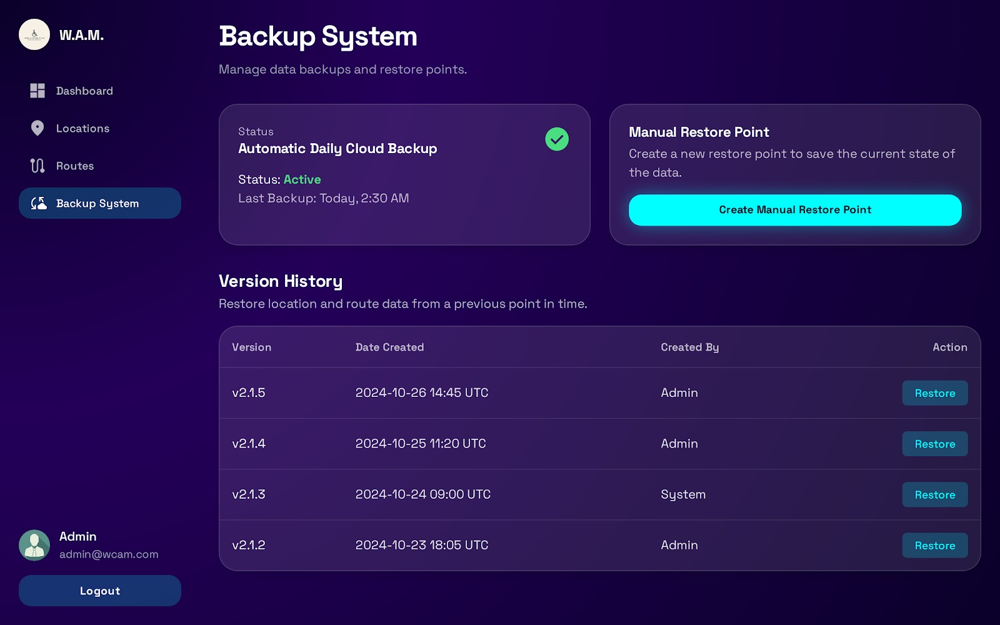 W.A.M.
Dashboard
Locations
Routes
Backup System
Admin
admin@wcam.com
Logout
Backup System
Manage data backups and restore points.
Status
Automatic Daily Cloud Backup
Status: Active
Last Backup: Today, 2:30 AM
Manual Restore Point
Create a new restore point to save the current state of
the data.
Create Manual Restore Point
Version History
Restore location and route data from a previous point in time.
Version Date Created Created By Action
v2.1.5 2024-10-26 14:45 UTC Admin Restore
v2.1.4 2024-10-25 11:20 UTC Admin Restore
v2.1.3 2024-10-24 09:00 UTC System Restore
v2.1.2 2024-10-23 18:05 UTC Admin Restore